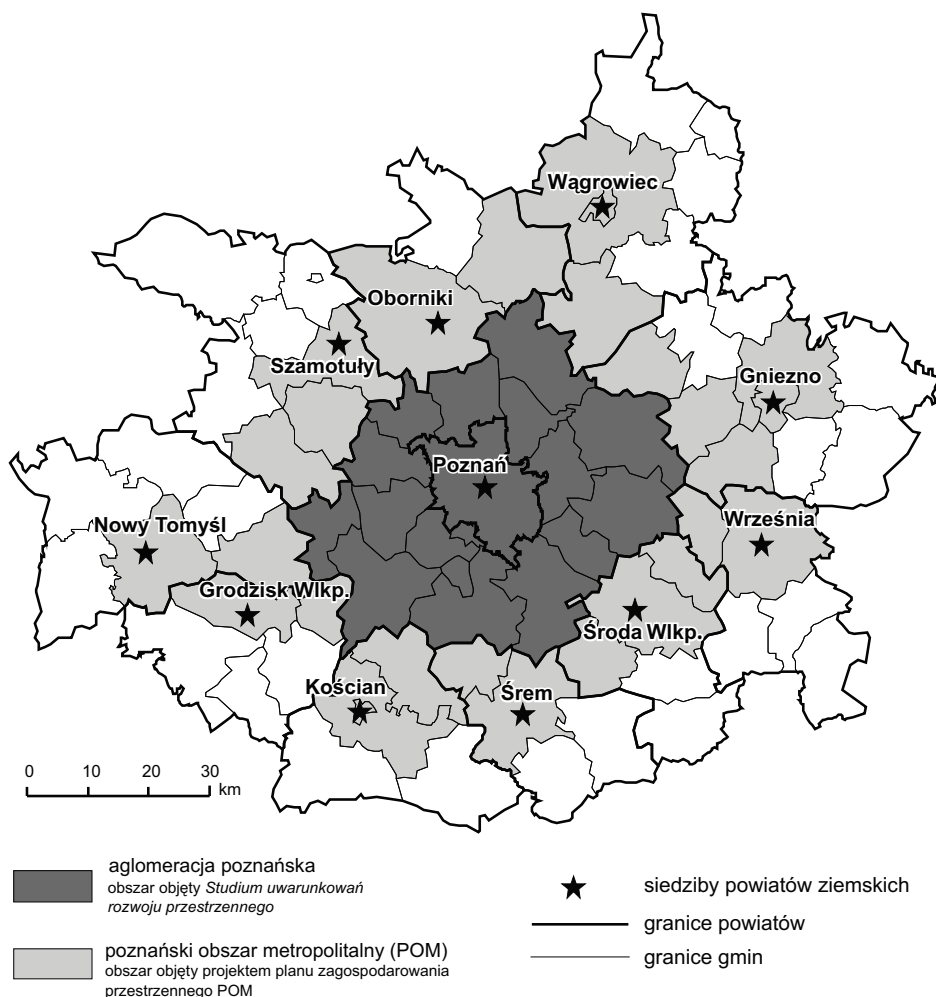 Wągrowiec
Oborniki
Szamotuły
Gniezno
Poznań
Nowy Tomyśl
Września
Grodzisk Wlkp.
Środa Wlkp.
Kościan
Śrem
0 10 20 30
km
aglomeracja poznańska
obszar objęty Studium uwarunkowań
rozwoju przestrzennego
poznański obszar metropolitalny (POM)
obszar objęty projektem planu zagospodarowania
przestrzennego POM
siedziby powiatów ziemskich
granice powiatów
granice gmin